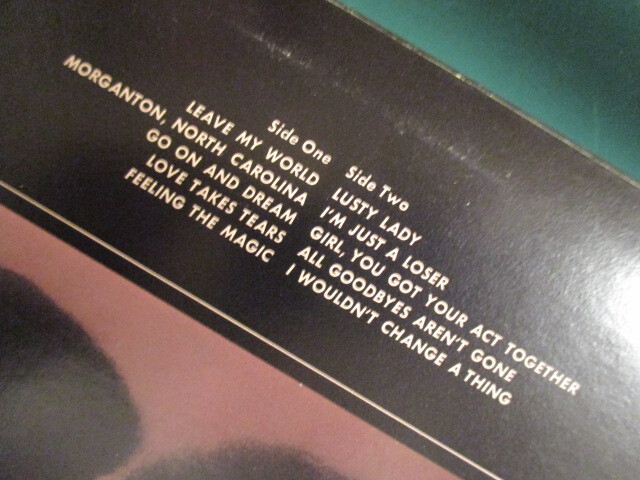 Side One
LEAVE MY WORLD
MORGANTON, NORTH CAROLINA
GO ON AND DREAM
LOVE TAKES TEARS
FEELING THE MAGIC
Side Two
LUSTY LADY
I'M JUST A LOSER
GIRL, YOU GOT YOUR ACT TOGETHER
ALL GOODBYES AREN'T GONE
I WOULDN'T CHANGE A THING